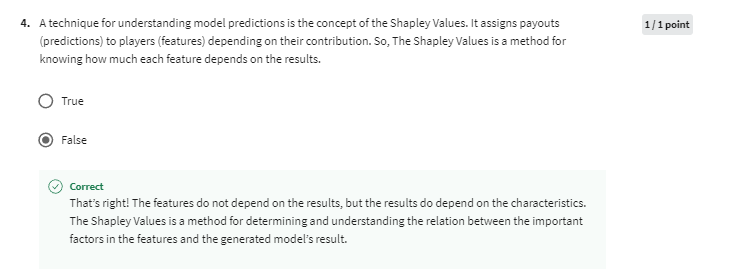 4. A technique for understanding model predictions is the concept of the Shapley Values. It assigns payouts
(predictions) to players (features) depending on their contribution. So, The Shapley Values is a method for
knowing how much each feature depends on the results.
1 / 1 point
True
False
Correct
That's right! The features do not depend on the results, but the results do depend on the characteristics.
The Shapley Values is a method for determining and understanding the relation between the important
factors in the features and the generated model's result.